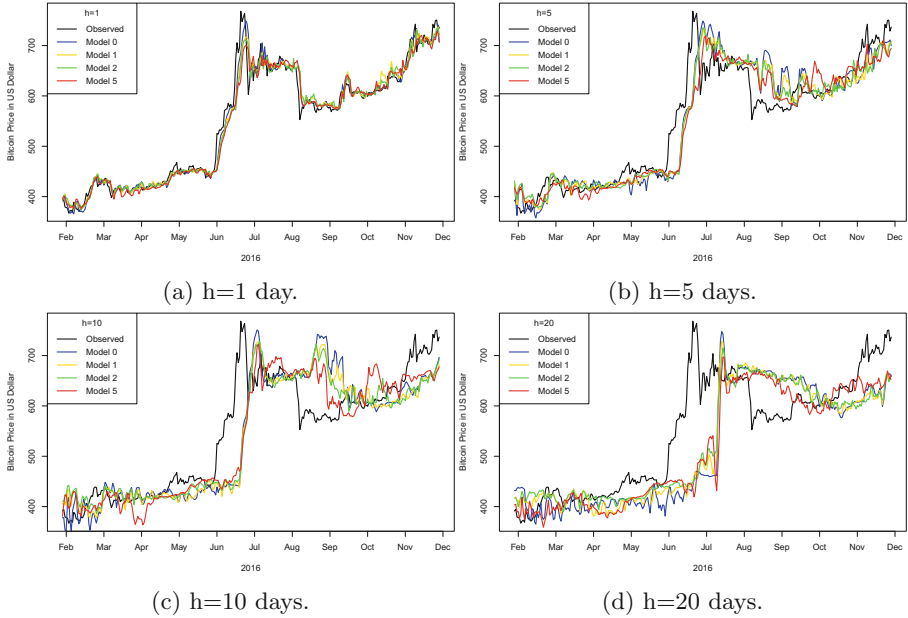 h=1
Observed
Model 0
Model 1
Model 2
Model 5
Bitcoin Price in US Dollar
400
500
600
700
Feb Mar Apr May Jun Jul Aug Sep Oct Nov Dec
2016
(a) h=1 day.
h=5
Observed
Model 0
Model 1
Model 2
Model 5
Bitcoin Price in US Dollar
400
500
600
700
Feb Mar Apr May Jun Jul Aug Sep Oct Nov Dec
2016
(b) h=5 days.
h=10
Observed
Model 0
Model 1
Model 2
Model 5
Bitcoin Price in US Dollar
400
500
600
700
Feb Mar Apr May Jun Jul Aug Sep Oct Nov Dec
2016
(c) h=10 days.
h=20
Observed
Model 0
Model 1
Model 2
Model 5
Bitcoin Price in US Dollar
400
500
600
700
Feb Mar Apr May Jun Jul Aug Sep Oct Nov Dec
2016
(d) h=20 days.